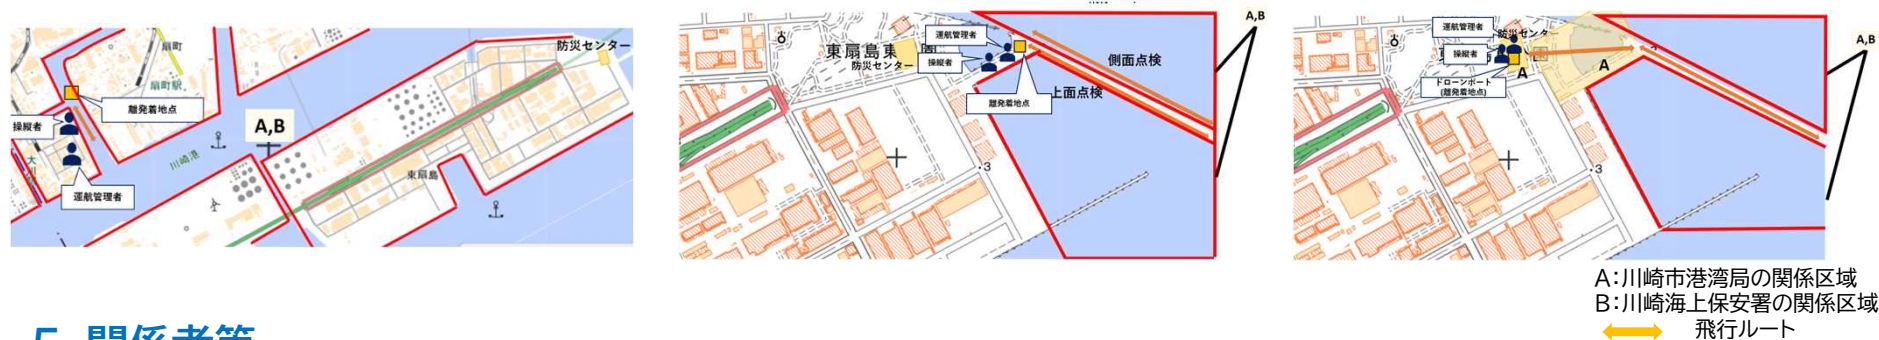 扇町
扇町駅
離発着地点
操縦者
運航管理者
A,B
川崎港
東扇島
防災センター
A,B
運航管理者
操縦者
東扇島東
防災センター
側面点検
上面点検
離発着地点
.3
A,B
運航管理者
防災センター
操縦者
ドローンポート
(離発着地点)
A
A
.3
A:川崎市港湾局の関係区域
B:川崎海上保安署の関係区域
飛行ルート